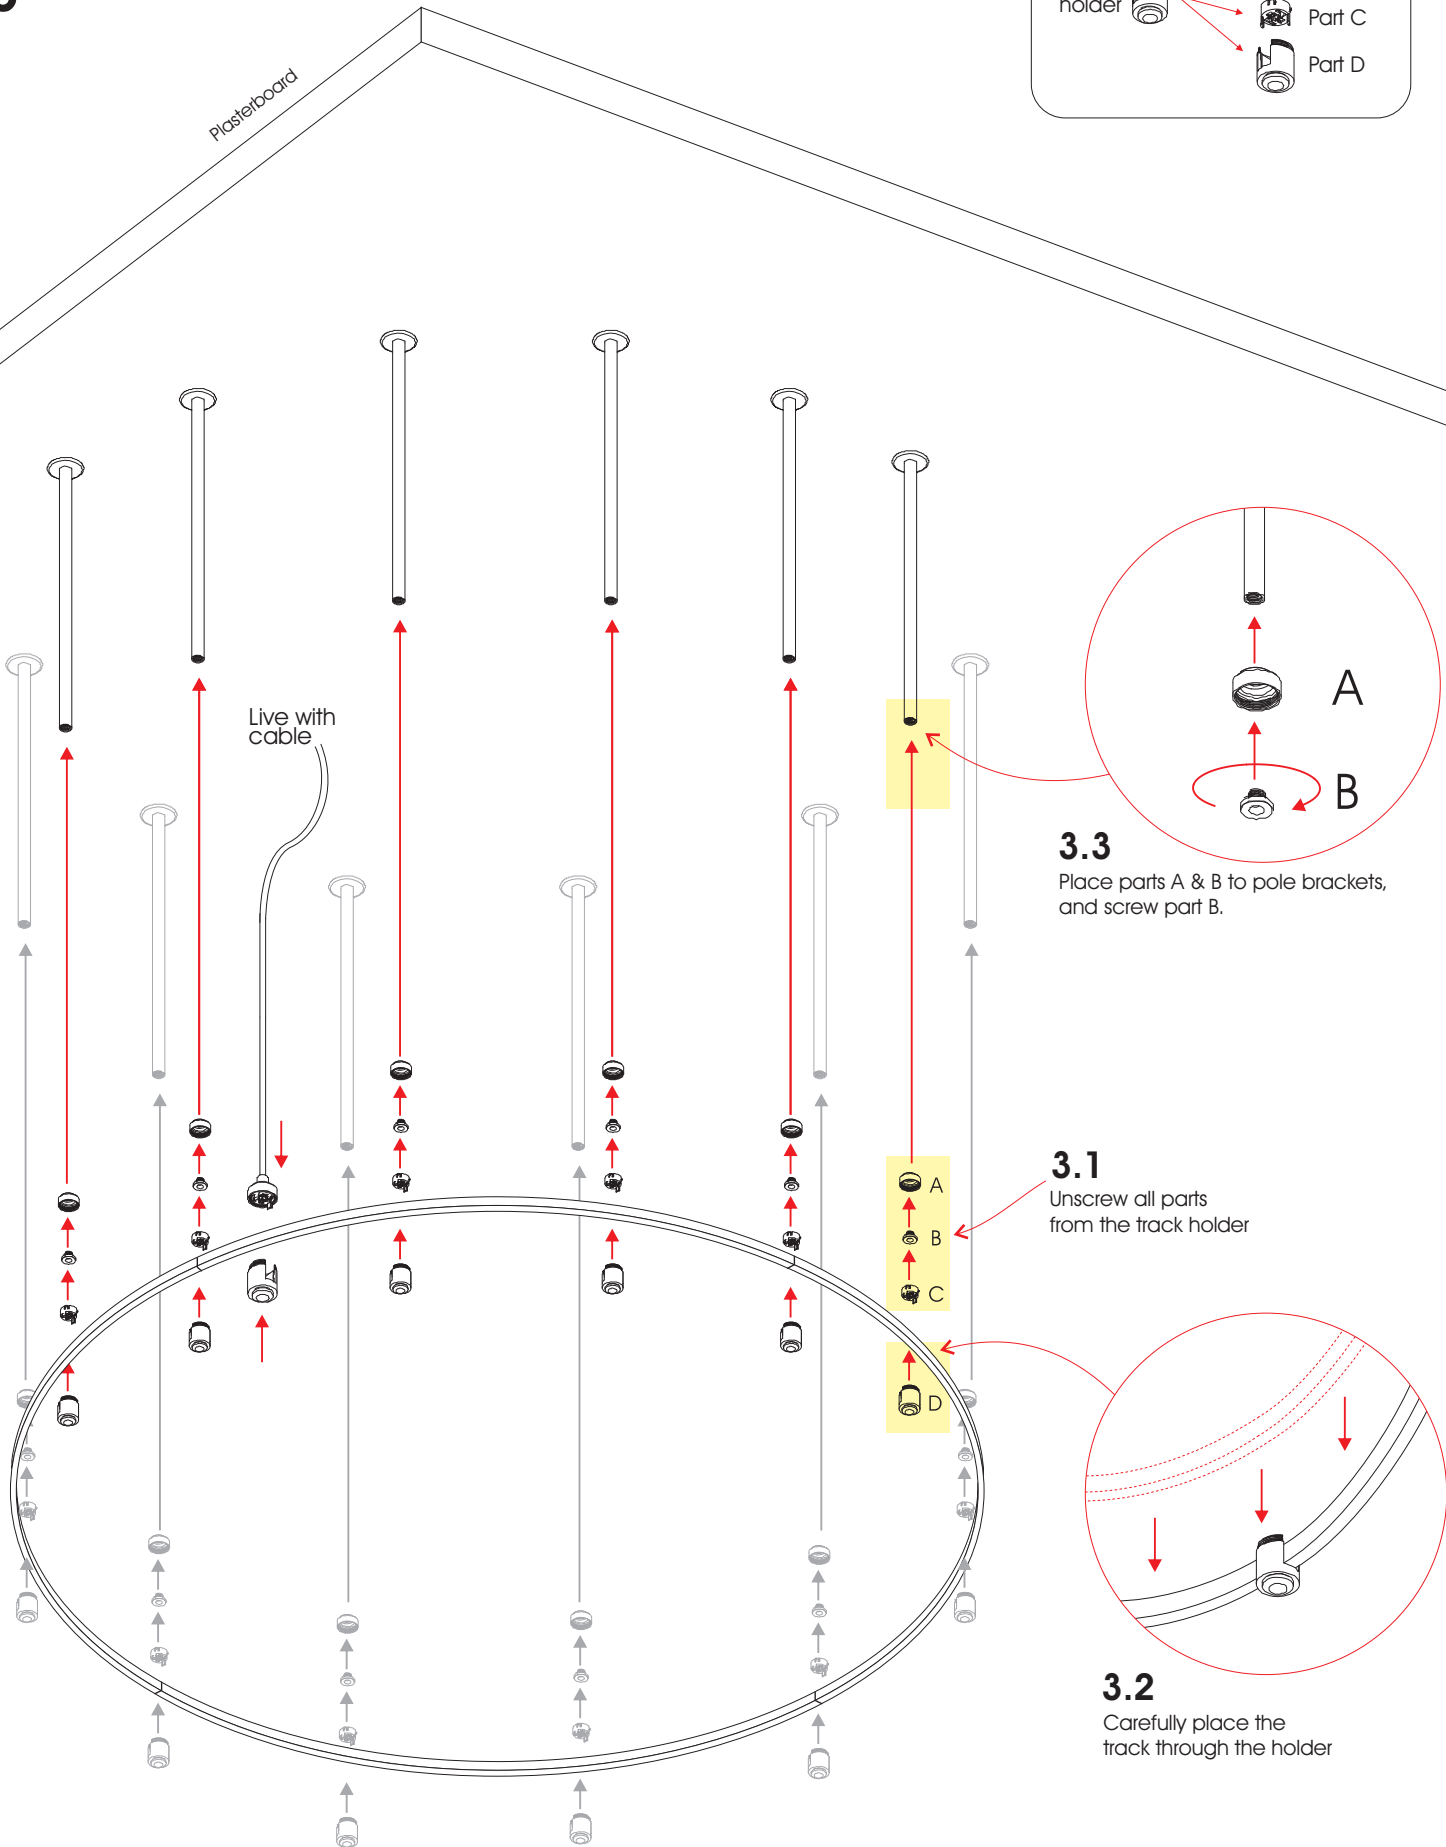 holder
Part C
Part D
Plasterboard
Live with
cable
A
B
3.3
Place parts A & B to pole brackets,
and screw part B.
3.1
Unscrew all parts
from the track holder
A
B
C
D
3.2
Carefully place the
track through the holder